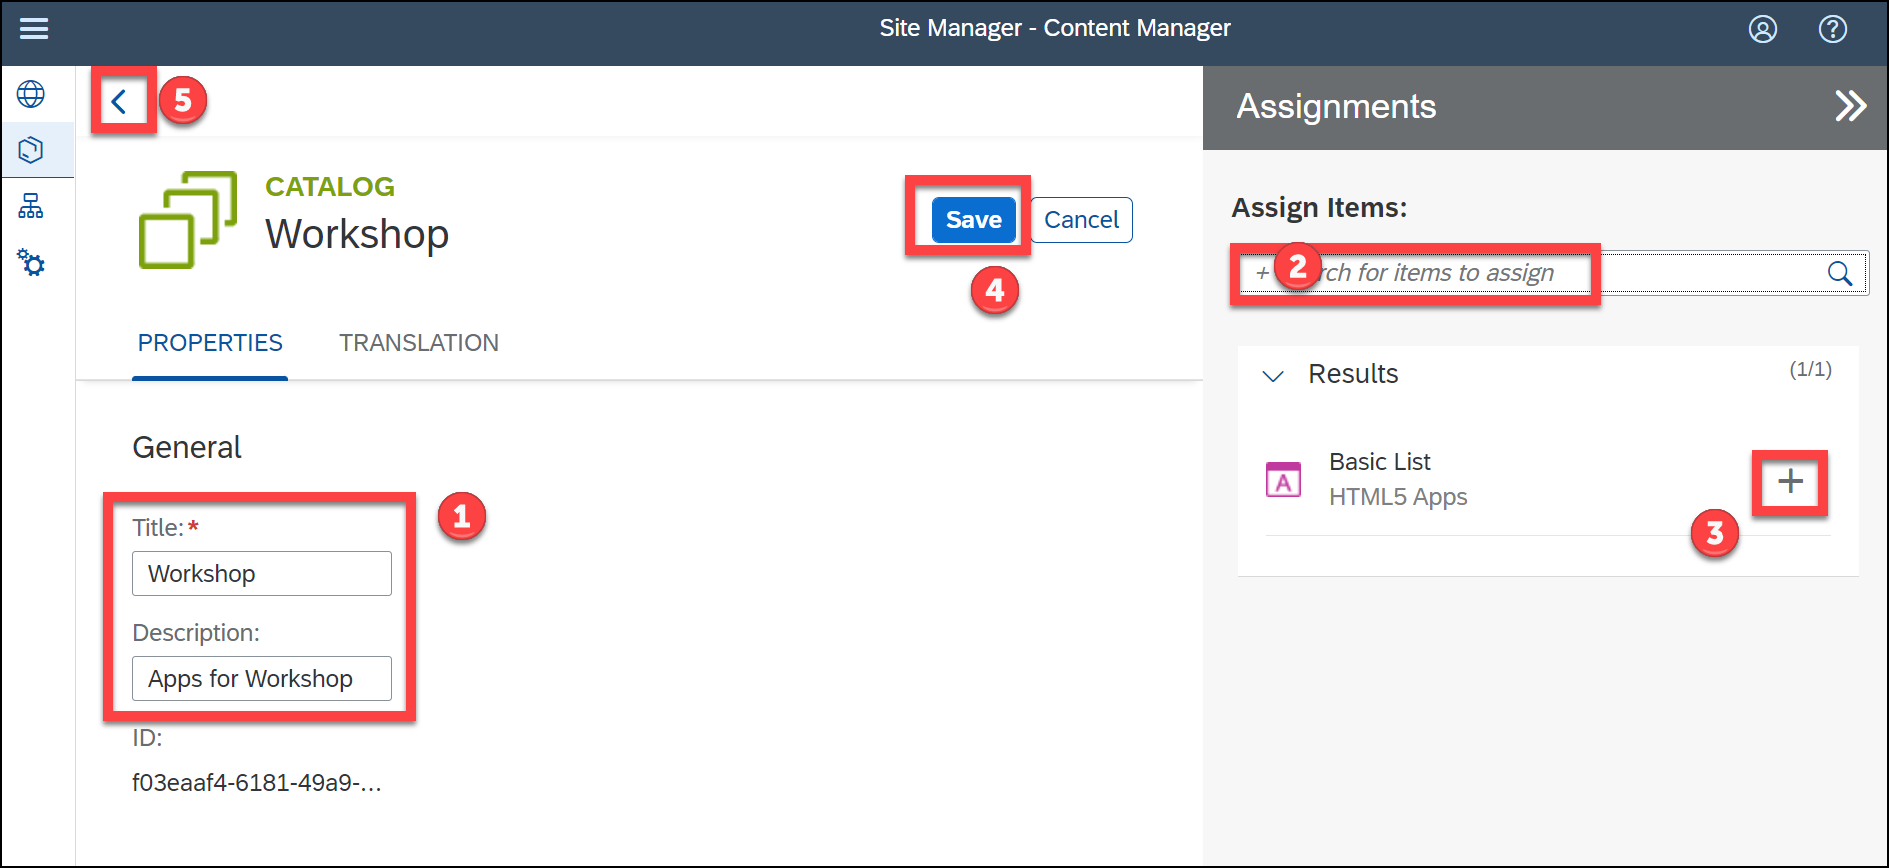 Site Manager - Content Manager
5
CATALOG
Workshop
Save
Cancel
4
PROPERTIES
TRANSLATION
General
Title:*
Workshop
1
Description:
Apps for Workshop
ID:
f03eaaf4-6181-49a9-...
Assignments
Assign Items:
+ 2 rch for items to assign
Results
(1/1)
A
Basic List
HTML5 Apps
+
3